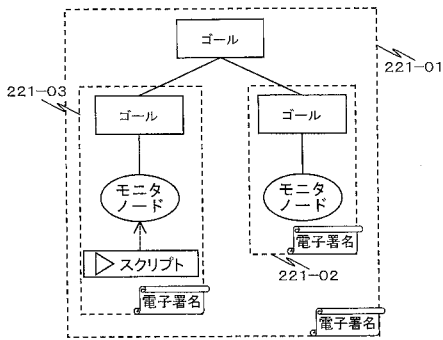 ゴール
221-01
221-03
ゴール
ゴール
モニタ
ノード
モニタ
ノード
電子署名
スクリプト
221-02
電子署名
電子署名